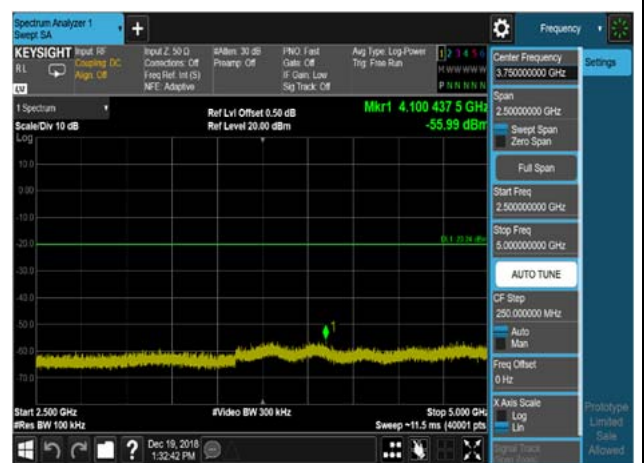 Spectrum Analyzer 1
Swept SA
+
Frequency
KEYSIGHT
RL
Input: RF
Coupling: DC
Align: Off
Input Z: 50 Ω
Corrections: Off
Freq Ref: Int (S)
NFE: Adaptive
#Atten: 30 dB
Preamp: Off
PNO: Fast
Gate: Off
IF Gain: Low
Sig Track: Off
Avg Type: Log-Power
Trig: Free Run
1 2 3 4 5 6
M W W W W W
P N N N N N
LV
1 Spectrum
Scale/Div 10 dB
Log
Ref Lvl Offset 0.50 dB
Ref Level 20.00 dBm
Mkr1 4.100 437 5 GHz
-55.99 dBm
10.0
0.00
-10.0
-20.0
-30.0
-40.0
-50.0
-60.0
-70.0
1
Start 2.500 GHz
#Res BW 100 kHz
#Video BW 300 kHz
Stop 5.000 GHz
Sweep ~11.5 ms (40001 pts
Center Frequency
3.750000000 GHz
Settings
Span
2.50000000 GHz
Swept Span
Zero Span
Full Span
Start Freq
2.500000000 GHz
Stop Freq
5.000000000 GHz
AUTO TUNE
CF Step
250.000000 MHz
Auto
Man
Freq Offset
0 Hz
X Axis Scale
Log
Lin
Signal Track
Prototype
Limited
Sale
Allowed
?
Dec 19, 2018
1:32:42 PM